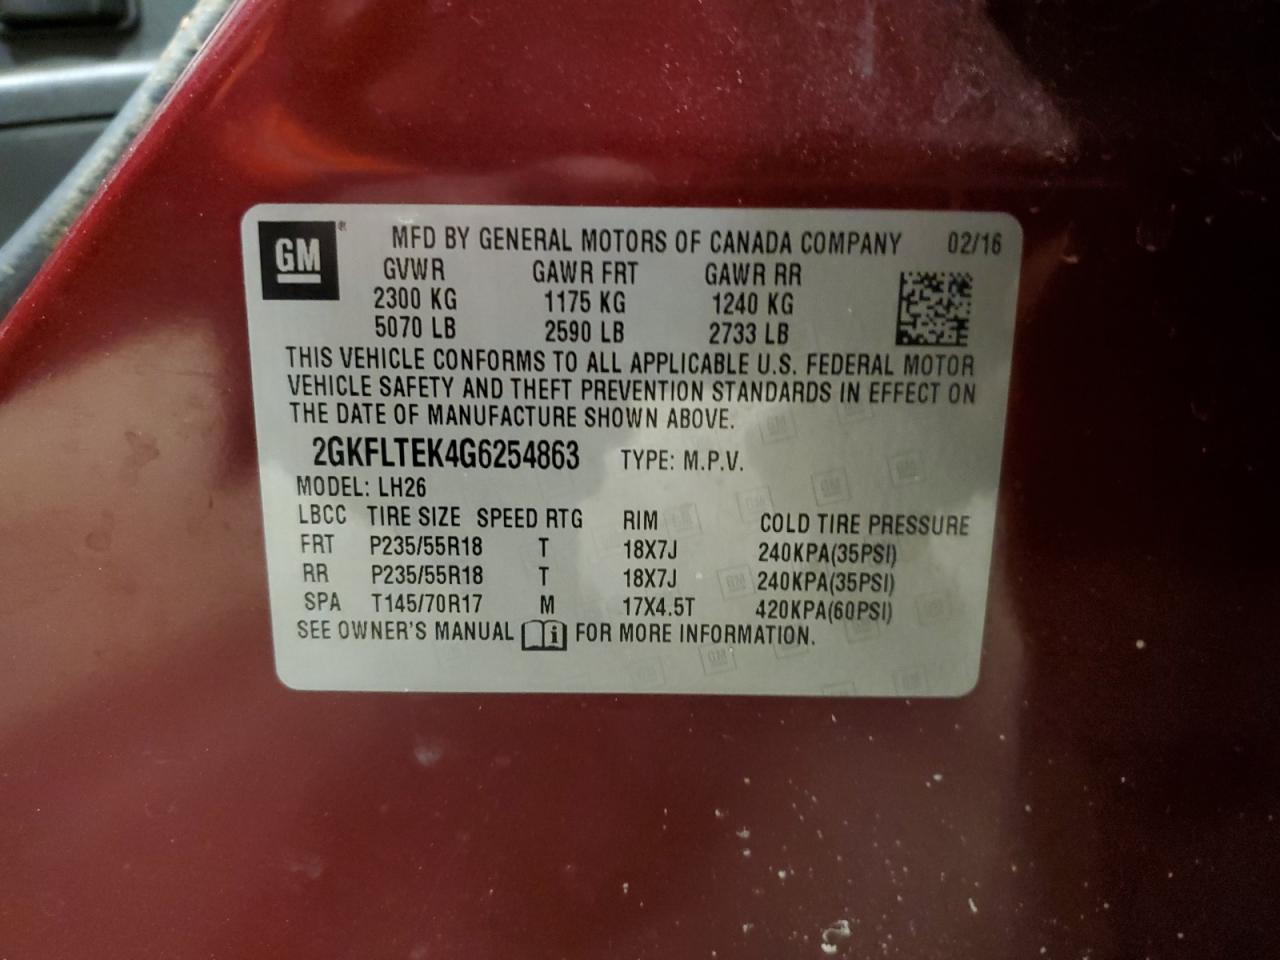 GM ® MFD BY GENERAL MOTORS OF CANADA COMPANY 02/16
GVWR GAWR FRT GAWR RR
2300 KG 1175 KG 1240 KG
5070 LB 2590 LB 2733 LB
THIS VEHICLE CONFORMS TO ALL APPLICABLE U.S. FEDERAL MOTOR
VEHICLE SAFETY AND THEFT PREVENTION STANDARDS IN EFFECT ON
THE DATE OF MANUFACTURE SHOWN ABOVE.
2GKFLTEK4G6254863 TYPE: M.P.V.
MODEL: LH26
LBCC TIRE SIZE SPEED RTG RIM COLD TIRE PRESSURE
FRT P235/55R18 T 18X7J 240KPA(35PSI)
RR P235/55R18 T 18X7J 240KPA(35PSI)
SPA T145/70R17 M 17X4.5T 420KPA(60PSI)
SEE OWNER'S MANUAL i FOR MORE INFORMATION.